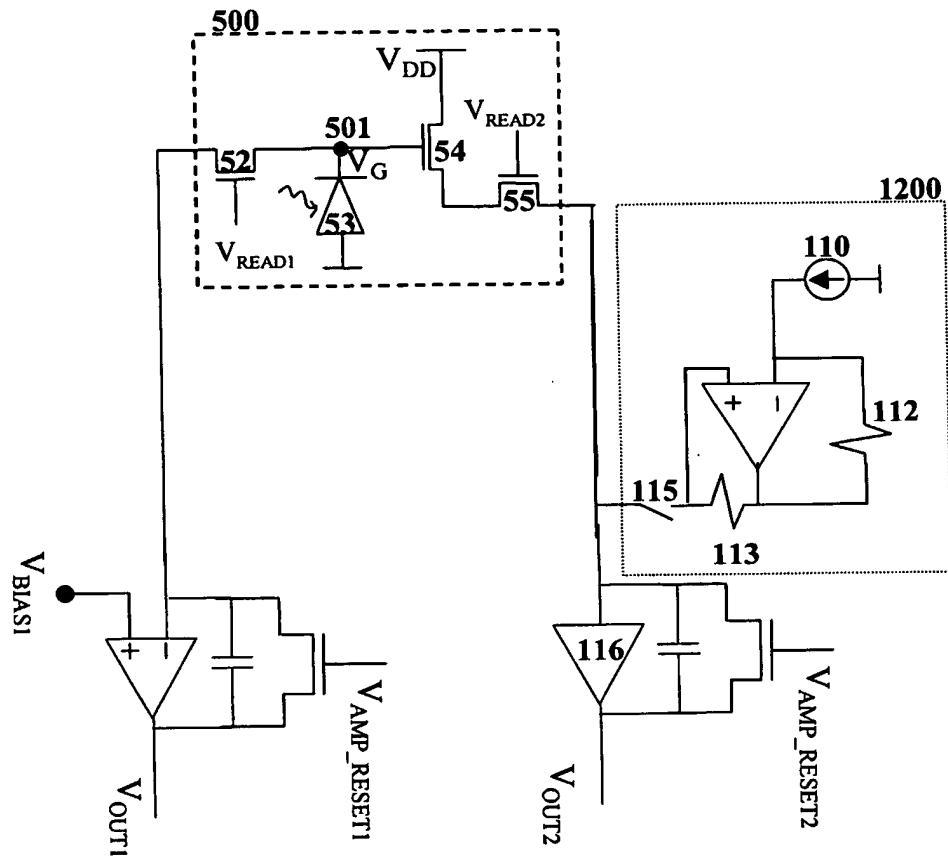 500
V_DD
V_READ2
501
54
52
V_G
55
53
V_READ1
1200
110
+
−
112
115
113
V_BIAS1
+
−
116
V_AMP_RESET1
V_AMP_RESET2
V_OUT1
V_OUT2